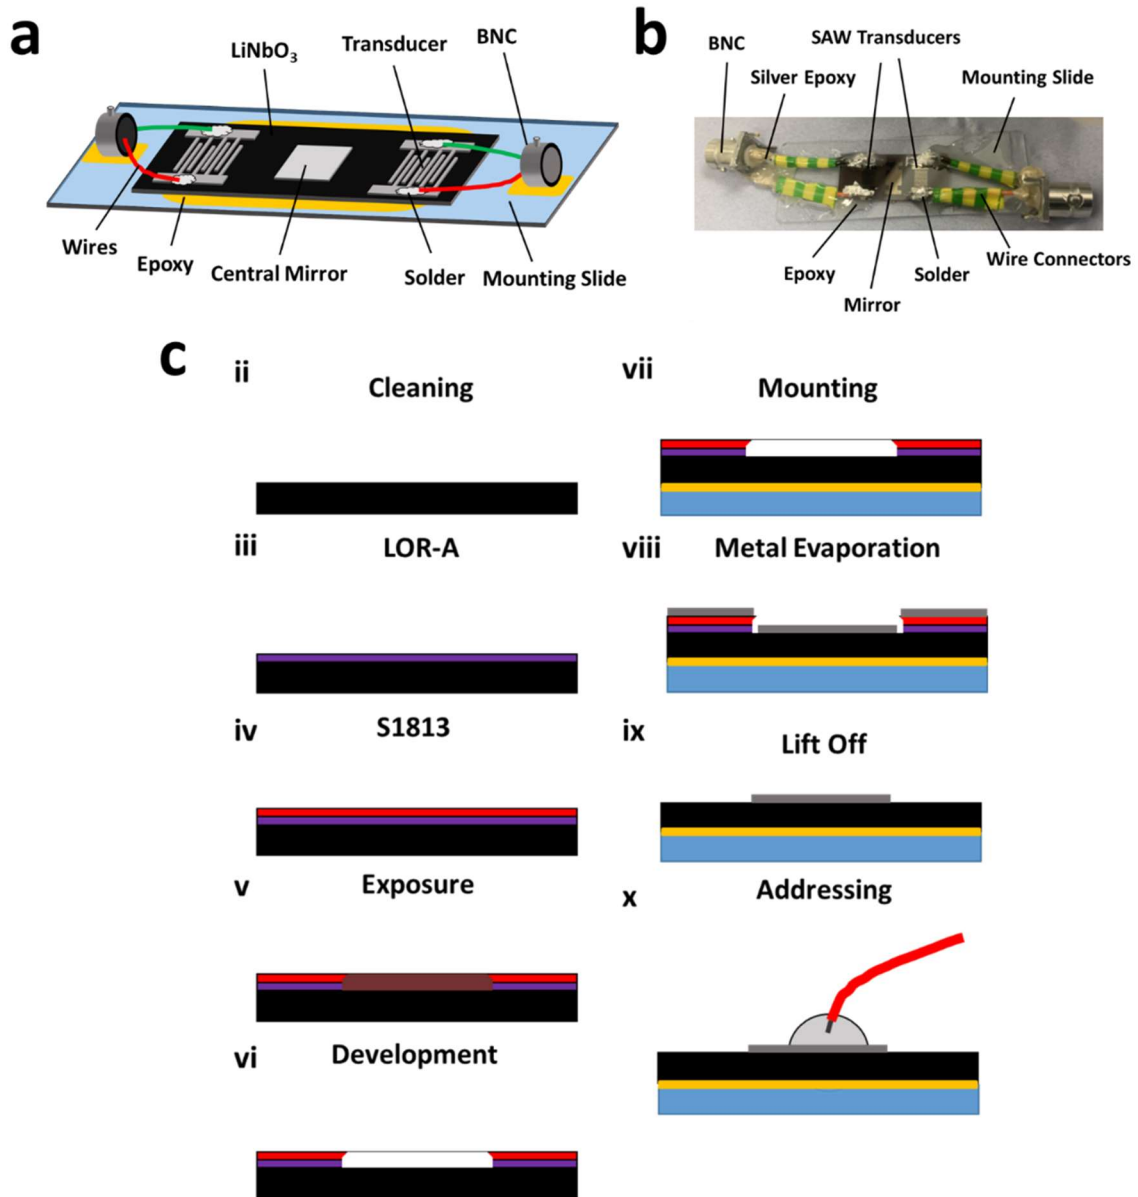 a
LiNbO3
Transducer
BNC
Wires
Epoxy
Central Mirror
Solder
Mounting Slide
b
BNC
Silver Epoxy
SAW Transducers
Mounting Slide
Epoxy
Mirror
Solder
Wire Connectors
c
ii
Cleaning
iii
LOR-A
iv
S1813
v
Exposure
vi
Development
vii
Mounting
viii
Metal Evaporation
ix
Lift Off
x
Addressing